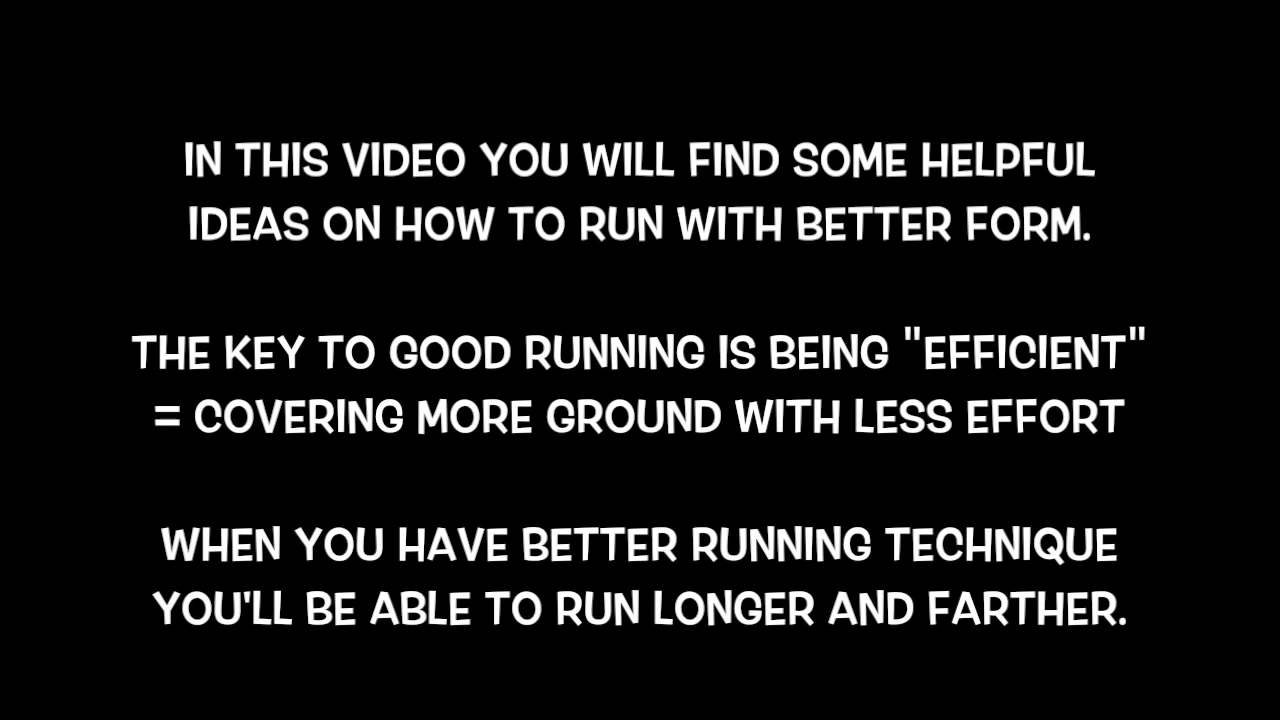 IN THIS VIDEO YOU WILL FIND SOME HELPFUL
IDEAS ON HOW TO RUN WITH BETTER FORM.
THE KEY TO GOOD RUNNING IS BEING "EFFICIENT"
= COVERING MORE GROUND WITH LESS EFFORT
WHEN YOU HAVE BETTER RUNNING TECHNIQUE
YOU'LL BE ABLE TO RUN LONGER AND FARTHER.